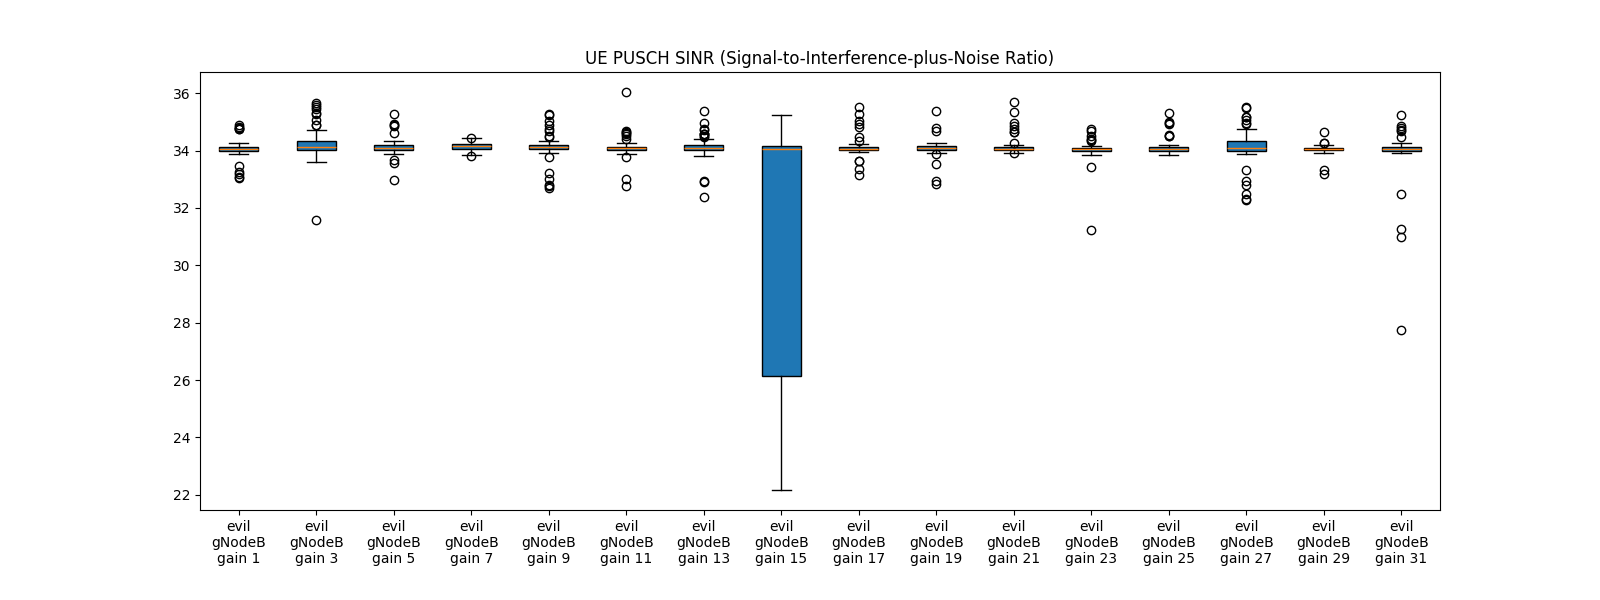 UE PUSCH SINR (Signal-to-Interference-plus-Noise Ratio)
36
34
32
30
28
26
24
22
evil
gNodeB
gain 1
evil
gNodeB
gain 3
evil
gNodeB
gain 5
evil
gNodeB
gain 7
evil
gNodeB
gain 9
evil
gNodeB
gain 11
evil
gNodeB
gain 13
evil
gNodeB
gain 15
evil
gNodeB
gain 17
evil
gNodeB
gain 19
evil
gNodeB
gain 21
evil
gNodeB
gain 23
evil
gNodeB
gain 25
evil
gNodeB
gain 27
evil
gNodeB
gain 29
evil
gNodeB
gain 31